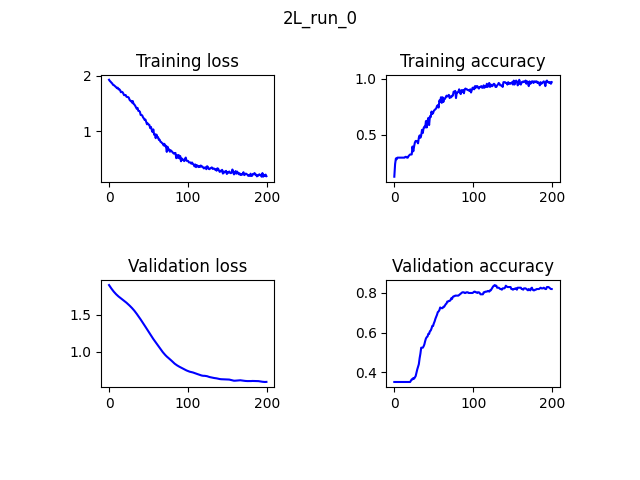 2L_run_0
Training loss
Training accuracy
2
1
0 100 200
1.0
0.5
0 100 200
Validation loss
Validation accuracy
1.5
1.0
0 100 200
0.8
0.6
0.4
0 100 200